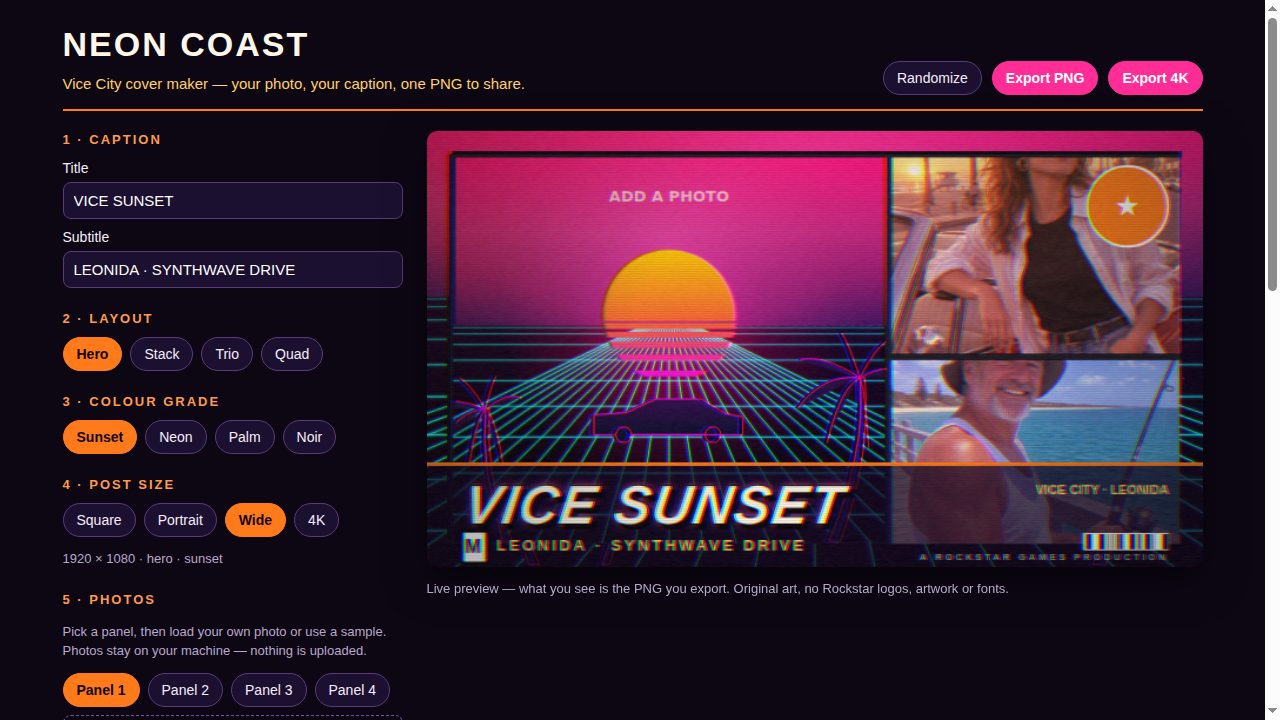 NEON COAST
Vice City cover maker — your photo, your caption, one PNG to share.
Randomize
Export PNG
Export 4K
1 · CAPTION
Title
VICE SUNSET
Subtitle
LEONIDA · SYNTHWAVE DRIVE
2 · LAYOUT
Hero
Stack
Trio
Quad
3 · COLOUR GRADE
Sunset
Neon
Palm
Noir
4 · POST SIZE
Square
Portrait
Wide
4K
1920 × 1080 · hero · sunset
5 · PHOTOS
Pick a panel, then load your own photo or use a sample.
Photos stay on your machine — nothing is uploaded.
Panel 1
Panel 2
Panel 3
Panel 4
ADD A PHOTO
VICE SUNSET
M
LEONIDA · SYNTHWAVE DRIVE
VICE CITY · LEONIDA
A ROCKSTAR GAMES PRODUCTION
Live preview — what you see is the PNG you export. Original art, no Rockstar logos, artwork or fonts.